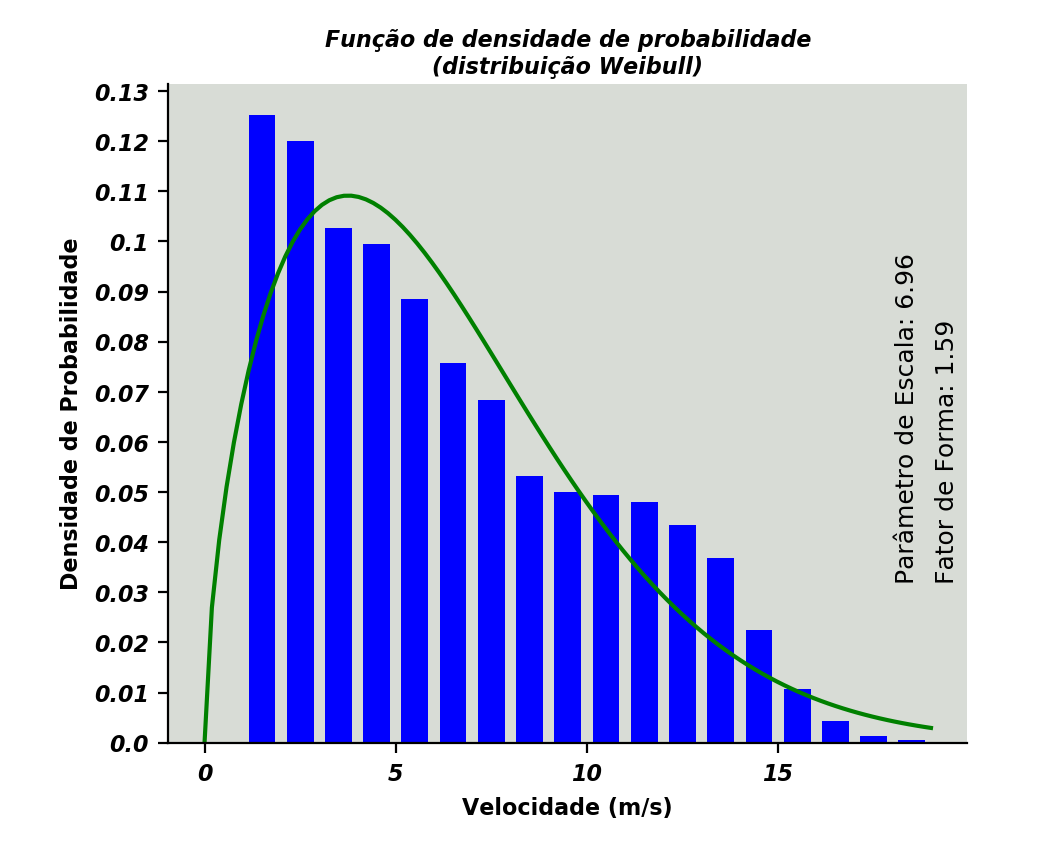 Função de densidade de probabilidade
(distribuição Weibull)
0.13
0.12
0.11
0.1
0.09
0.08
0.07
0.06
0.05
0.04
0.03
0.02
0.01
0.0
Densidade de Probabilidade
Parâmetro de Escala: 6.96
Fator de Forma: 1.59
0 5 10 15
Velocidade (m/s)